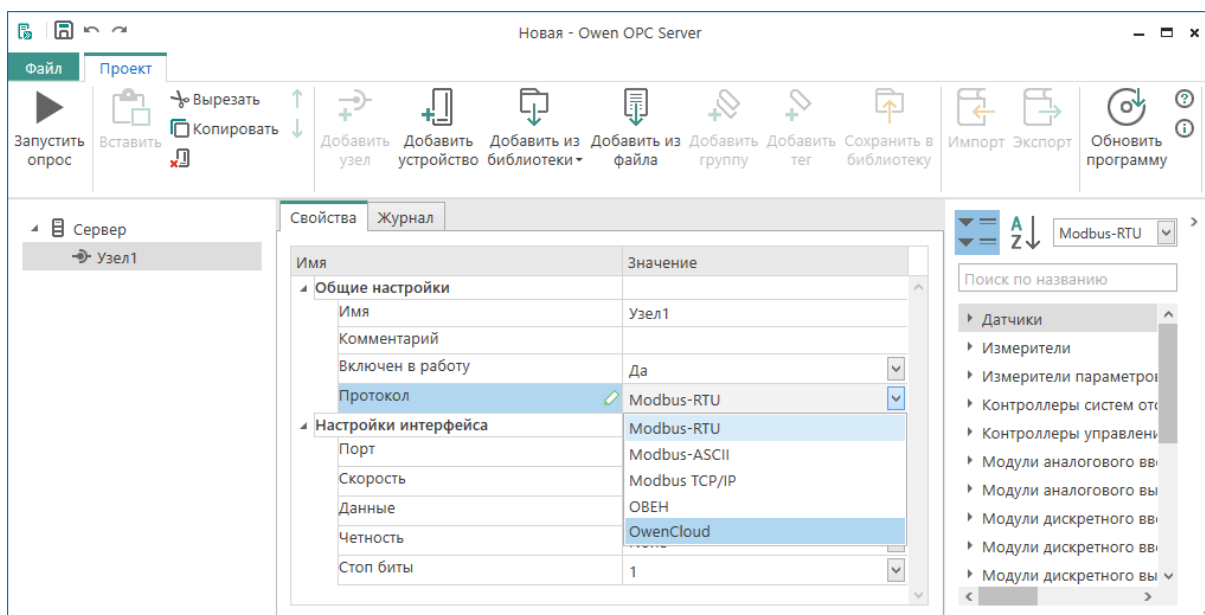 Новая - Owen OPC Server
Файл
Проект
Запустить опрос
Вставить
Вырезать
Копировать
Добавить узел
Добавить устройство
Добавить из библиотеки
Добавить из файла
Добавить группу
Добавить тег
Сохранить в библиотеку
Импорт
Экспорт
Обновить программу
Сервер
Узел1
Свойства
Журнал
Имя
Значение
Общие настройки
Имя
Узел1
Комментарий
Включен в работу
Да
Протокол
Modbus-RTU
Modbus-RTU
Modbus-ASCII
Modbus TCP/IP
ОВЕН
OwenCloud
Настройки интерфейса
Порт
Скорость
Данные
Четность
Стоп биты
1
A
Z
Modbus-RTU
Поиск по названию
Датчики
Измерители
Измерители параметров
Контроллеры систем ото
Контроллеры управлени
Модули аналогового вв
Модули аналогового вы
Модули дискретного вв
Модули дискретного вв
Модули дискретного вы